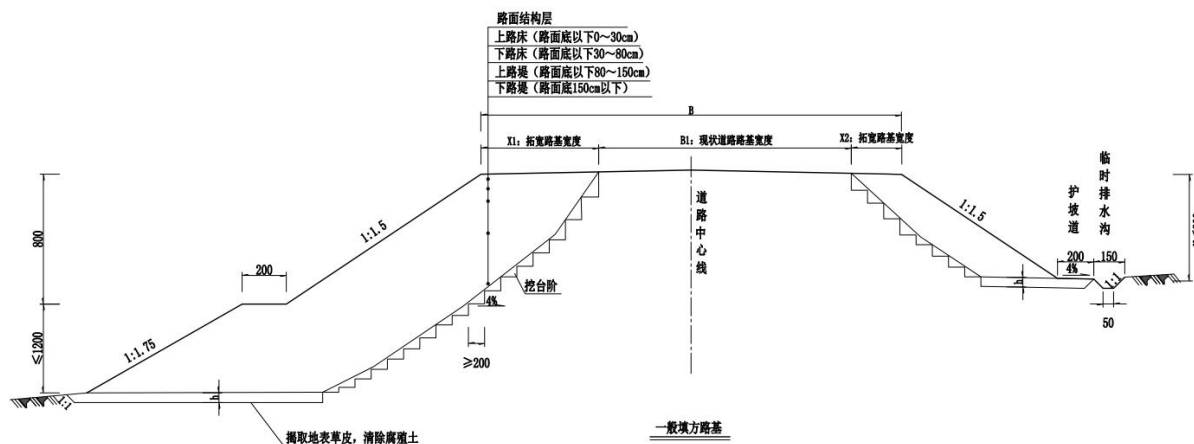 路面结构层
上路床（路面底以下0～30cm）
下路床（路面底以下30～80cm）
上路堤（路面底以下80～150cm）
下路堤（路面底150cm以下）
B
X1：拓宽路基宽度
B1：现状道路路基宽度
X2：拓宽路基宽度
道路中心线
护坡道
临时排水沟
1:1.5
1:1.5
800
200
200
150
4%
1:1
h
50
挖台阶
4%
≥200
1:1.75
≤1200
1:1
h
揭取地表草皮，清除腐殖土
一般填方路基